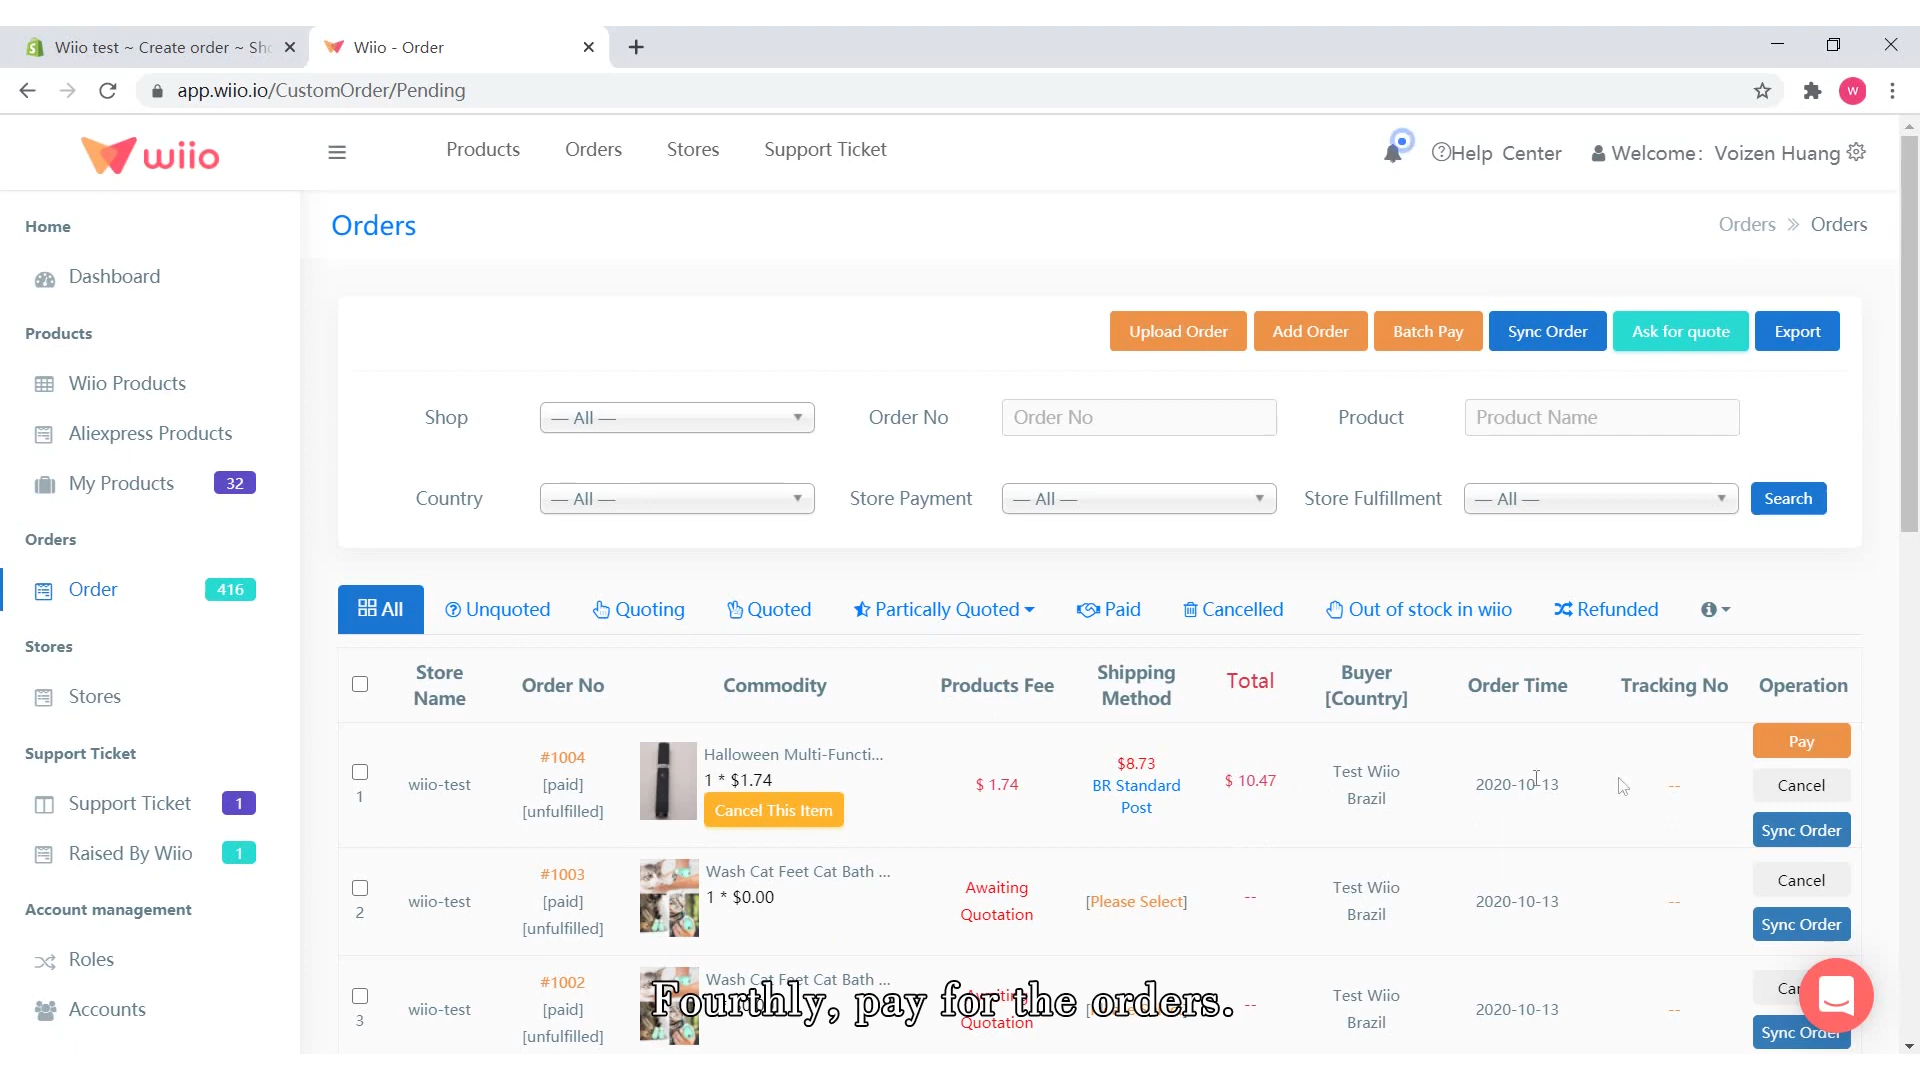 Wiio test ~ Create order ~ Sho
Wiio - Order
app.wiio.io/CustomOrder/Pending
W
wiio
Products
Orders
Stores
Support Ticket
Help Center
Welcome: Voizen Huang
Home
Dashboard
Products
Wiio Products
Aliexpress Products
My Products
32
Orders
Order
416
Stores
Stores
Support Ticket
Support Ticket
1
Raised By Wiio
1
Account management
Roles
Accounts
Orders
Orders » Orders
Upload Order
Add Order
Batch Pay
Sync Order
Ask for quote
Export
Shop
— All —
Order No
Order No
Product
Product Name
Country
— All —
Store Payment
— All —
Store Fulfillment
— All —
Search
All
Unquoted
Quoting
Quoted
Partically Quoted
Paid
Cancelled
Out of stock in wiio
Refunded
Store
Name
Order No
Commodity
Products Fee
Shipping
Method
Total
Buyer
[Country]
Order Time
Tracking No
Operation
1
wiio-test
#1004
[paid]
[unfulfilled]
Halloween Multi-Functi...
1 * $1.74
Cancel This Item
$ 1.74
$8.73
BR Standard
Post
$ 10.47
Test Wiio
Brazil
2020-10-13
--
Pay
Cancel
Sync Order
2
wiio-test
#1003
[paid]
[unfulfilled]
Wash Cat Feet Cat Bath ...
1 * $0.00
Awaiting
Quotation
[Please Select]
--
Test Wiio
Brazil
2020-10-13
--
Cancel
Sync Order
3
wiio-test
#1002
[paid]
[unfulfilled]
Wash Cat Feet Cat Bath ...
Quotation
--
Test Wiio
Brazil
2020-10-13
--
Sync Order
Fourthly, pay for the orders.